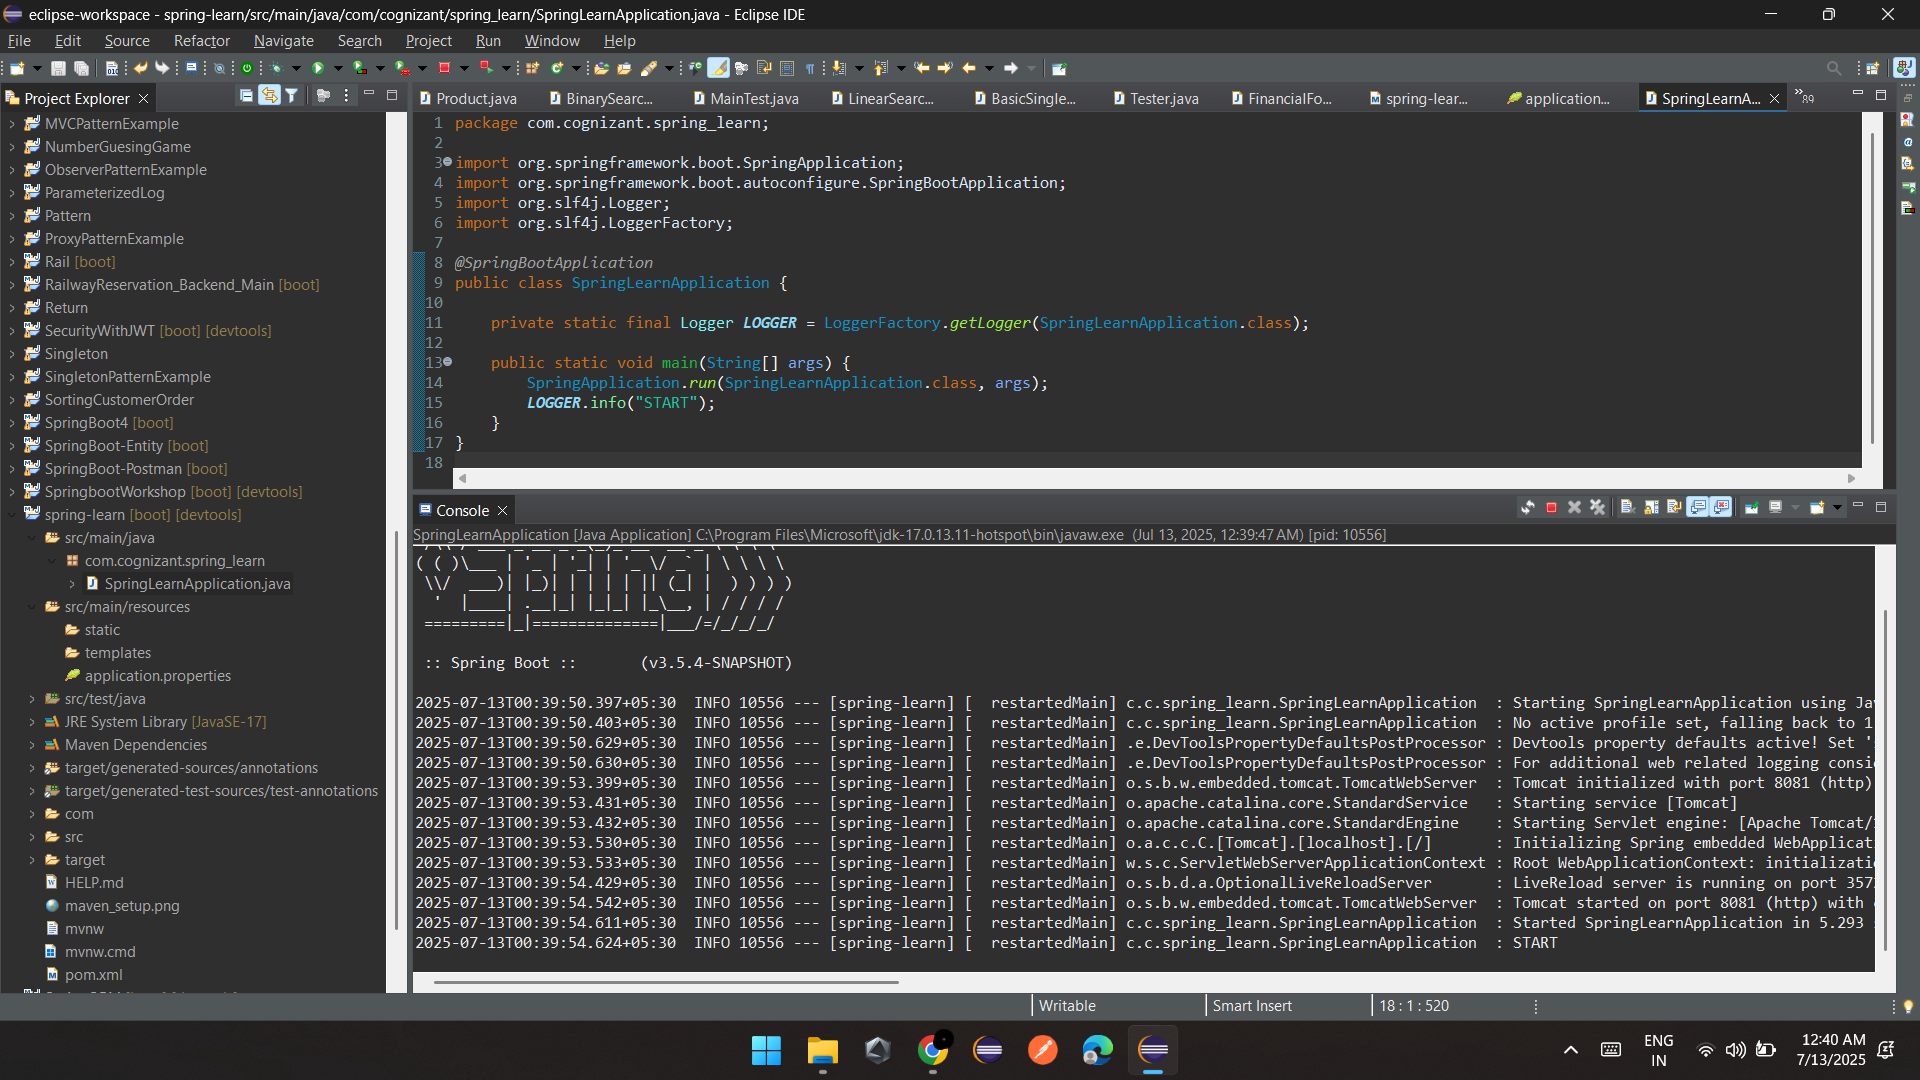 eclipse-workspace - spring-learn/src/main/java/com/cognizant/spring_learn/SpringLearnApplication.java - Eclipse IDE
File Edit Source Refactor Navigate Search Project Run Window Help
Project Explorer
MVCPatternExample
NumberGuesingGame
ObserverPatternExample
ParameterizedLog
Pattern
ProxyPatternExample
Rail [boot]
RailwayReservation_Backend_Main [boot]
Return
SecurityWithJWT [boot] [devtools]
Singleton
SingletonPatternExample
SortingCustomerOrder
SpringBoot4 [boot]
SpringBoot-Entity [boot]
SpringBoot-Postman [boot]
SpringbootWorkshop [boot] [devtools]
spring-learn [boot] [devtools]
src/main/java
com.cognizant.spring_learn
SpringLearnApplication.java
src/main/resources
static
templates
application.properties
src/test/java
JRE System Library [JavaSE-17]
Maven Dependencies
target/generated-sources/annotations
target/generated-test-sources/test-annotations
com
src
target
HELP.md
maven_setup.png
mvnw
mvnw.cmd
pom.xml
Product.java BinarySearc... MainTest.java LinearSearc... BasicSingle... Tester.java FinancialFo... spring-lear... application... SpringLearnA... »89
1 package com.cognizant.spring_learn;
2
3 import org.springframework.boot.SpringApplication;
4 import org.springframework.boot.autoconfigure.SpringBootApplication;
5 import org.slf4j.Logger;
6 import org.slf4j.LoggerFactory;
7
8 @SpringBootApplication
9 public class SpringLearnApplication {
10
11 private static final Logger LOGGER = LoggerFactory.getLogger(SpringLearnApplication.class);
12
13 public static void main(String[] args) {
14 SpringApplication.run(SpringLearnApplication.class, args);
15 LOGGER.info("START");
16 }
17 }
18
Console
SpringLearnApplication [Java Application] C:\Program Files\Microsoft\jdk-17.0.13.11-hotspot\bin\javaw.exe (Jul 13, 2025, 12:39:47 AM) [pid: 10556]
:: Spring Boot :: (v3.5.4-SNAPSHOT)
2025-07-13T00:39:50.397+05:30 INFO 10556 --- [spring-learn] [ restartedMain] c.c.spring_learn.SpringLearnApplication : Starting SpringLearnApplication using Ja
2025-07-13T00:39:50.403+05:30 INFO 10556 --- [spring-learn] [ restartedMain] c.c.spring_learn.SpringLearnApplication : No active profile set, falling back to 1
2025-07-13T00:39:50.629+05:30 INFO 10556 --- [spring-learn] [ restartedMain] .e.DevToolsPropertyDefaultsPostProcessor : Devtools property defaults active! Set '
2025-07-13T00:39:50.630+05:30 INFO 10556 --- [spring-learn] [ restartedMain] .e.DevToolsPropertyDefaultsPostProcessor : For additional web related logging consi
2025-07-13T00:39:53.399+05:30 INFO 10556 --- [spring-learn] [ restartedMain] o.s.b.w.embedded.tomcat.TomcatWebServer : Tomcat initialized with port 8081 (http)
2025-07-13T00:39:53.431+05:30 INFO 10556 --- [spring-learn] [ restartedMain] o.apache.catalina.core.StandardService : Starting service [Tomcat]
2025-07-13T00:39:53.432+05:30 INFO 10556 --- [spring-learn] [ restartedMain] o.apache.catalina.core.StandardEngine : Starting Servlet engine: [Apache Tomcat/
2025-07-13T00:39:53.530+05:30 INFO 10556 --- [spring-learn] [ restartedMain] o.a.c.c.C.[Tomcat].[localhost].[/] : Initializing Spring embedded WebApplicat
2025-07-13T00:39:53.533+05:30 INFO 10556 --- [spring-learn] [ restartedMain] w.s.c.ServletWebServerApplicationContext : Root WebApplicationContext: initializati
2025-07-13T00:39:54.429+05:30 INFO 10556 --- [spring-learn] [ restartedMain] o.s.b.d.a.OptionalLiveReloadServer : LiveReload server is running on port 357
2025-07-13T00:39:54.542+05:30 INFO 10556 --- [spring-learn] [ restartedMain] o.s.b.w.embedded.tomcat.TomcatWebServer : Tomcat started on port 8081 (http) with
2025-07-13T00:39:54.611+05:30 INFO 10556 --- [spring-learn] [ restartedMain] c.c.spring_learn.SpringLearnApplication : Started SpringLearnApplication in 5.293
2025-07-13T00:39:54.624+05:30 INFO 10556 --- [spring-learn] [ restartedMain] c.c.spring_learn.SpringLearnApplication : START
Writable Smart Insert 18 : 1 : 520
ENG
IN
12:40 AM
7/13/2025